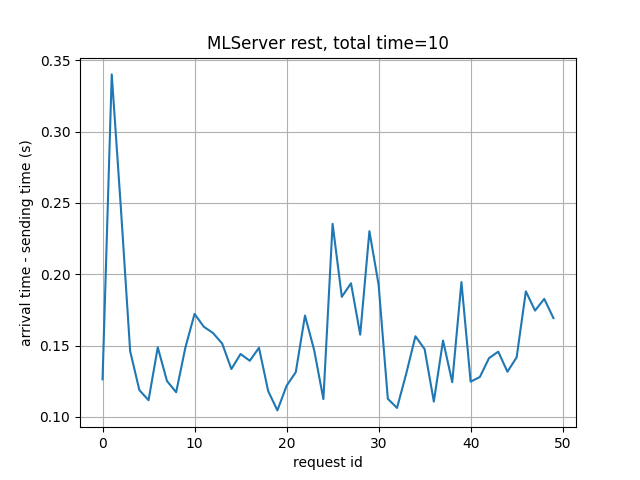 MLServer rest, total time=10
0.35
0.30
0.25
0.20
0.15
0.10
arrival time - sending time (s)
0 10 20 30 40 50
request id